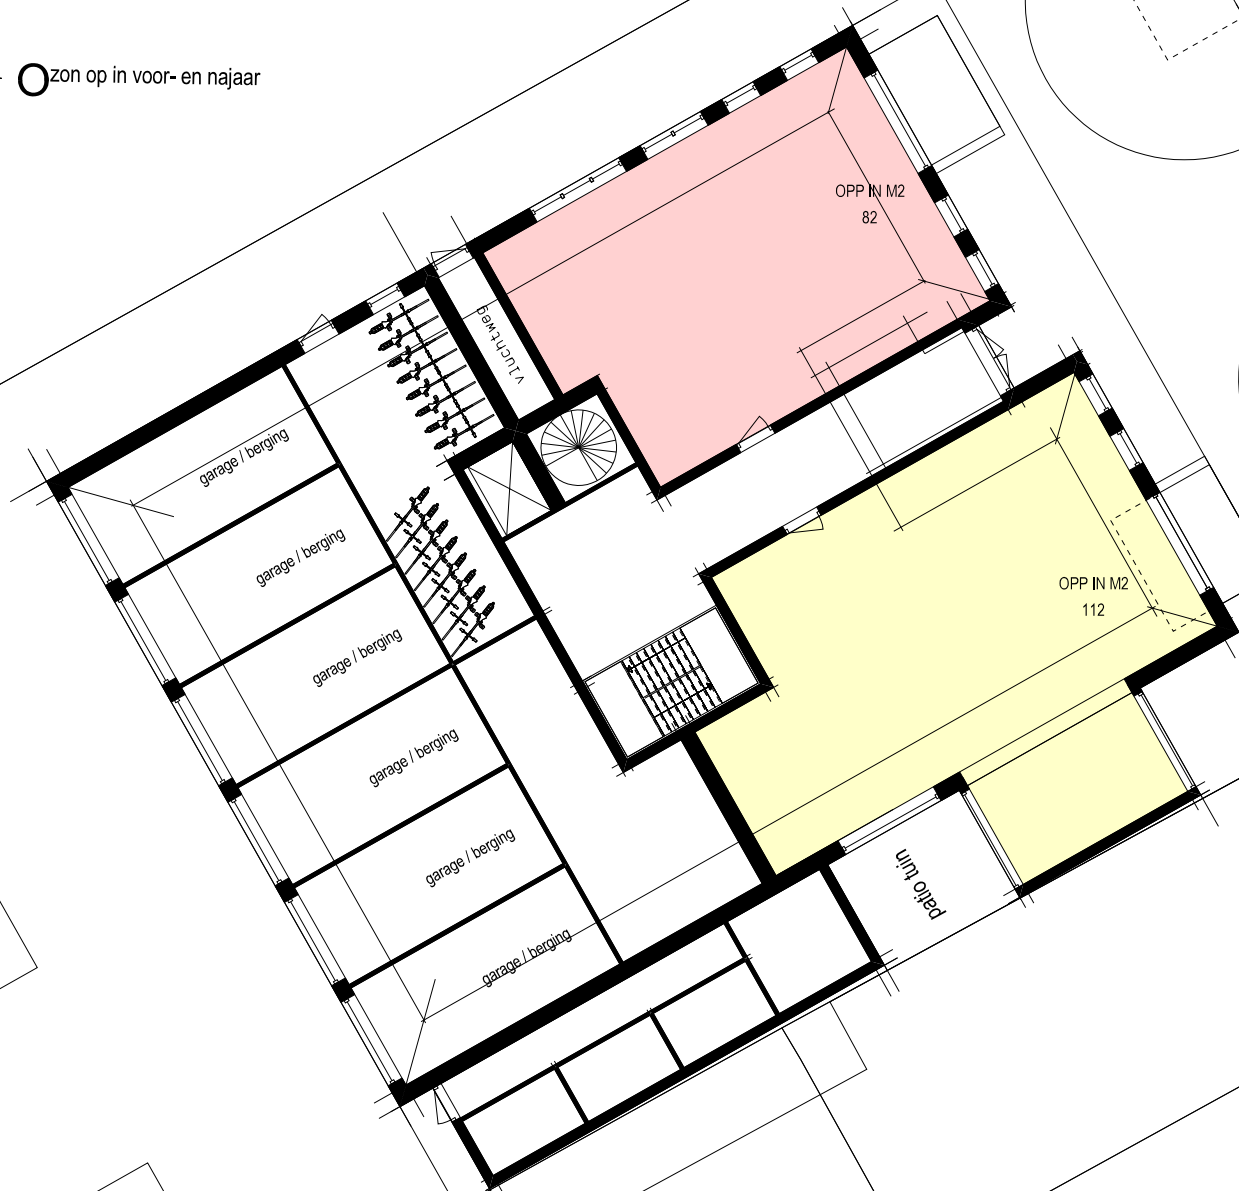 O zon op in voor- en najaar
OPP IN M2
82
vluchtweg
garage / berging
garage / berging
OPP IN M2
112
garage / berging
garage / berging
garage / berging
patio tuin
garage / berging